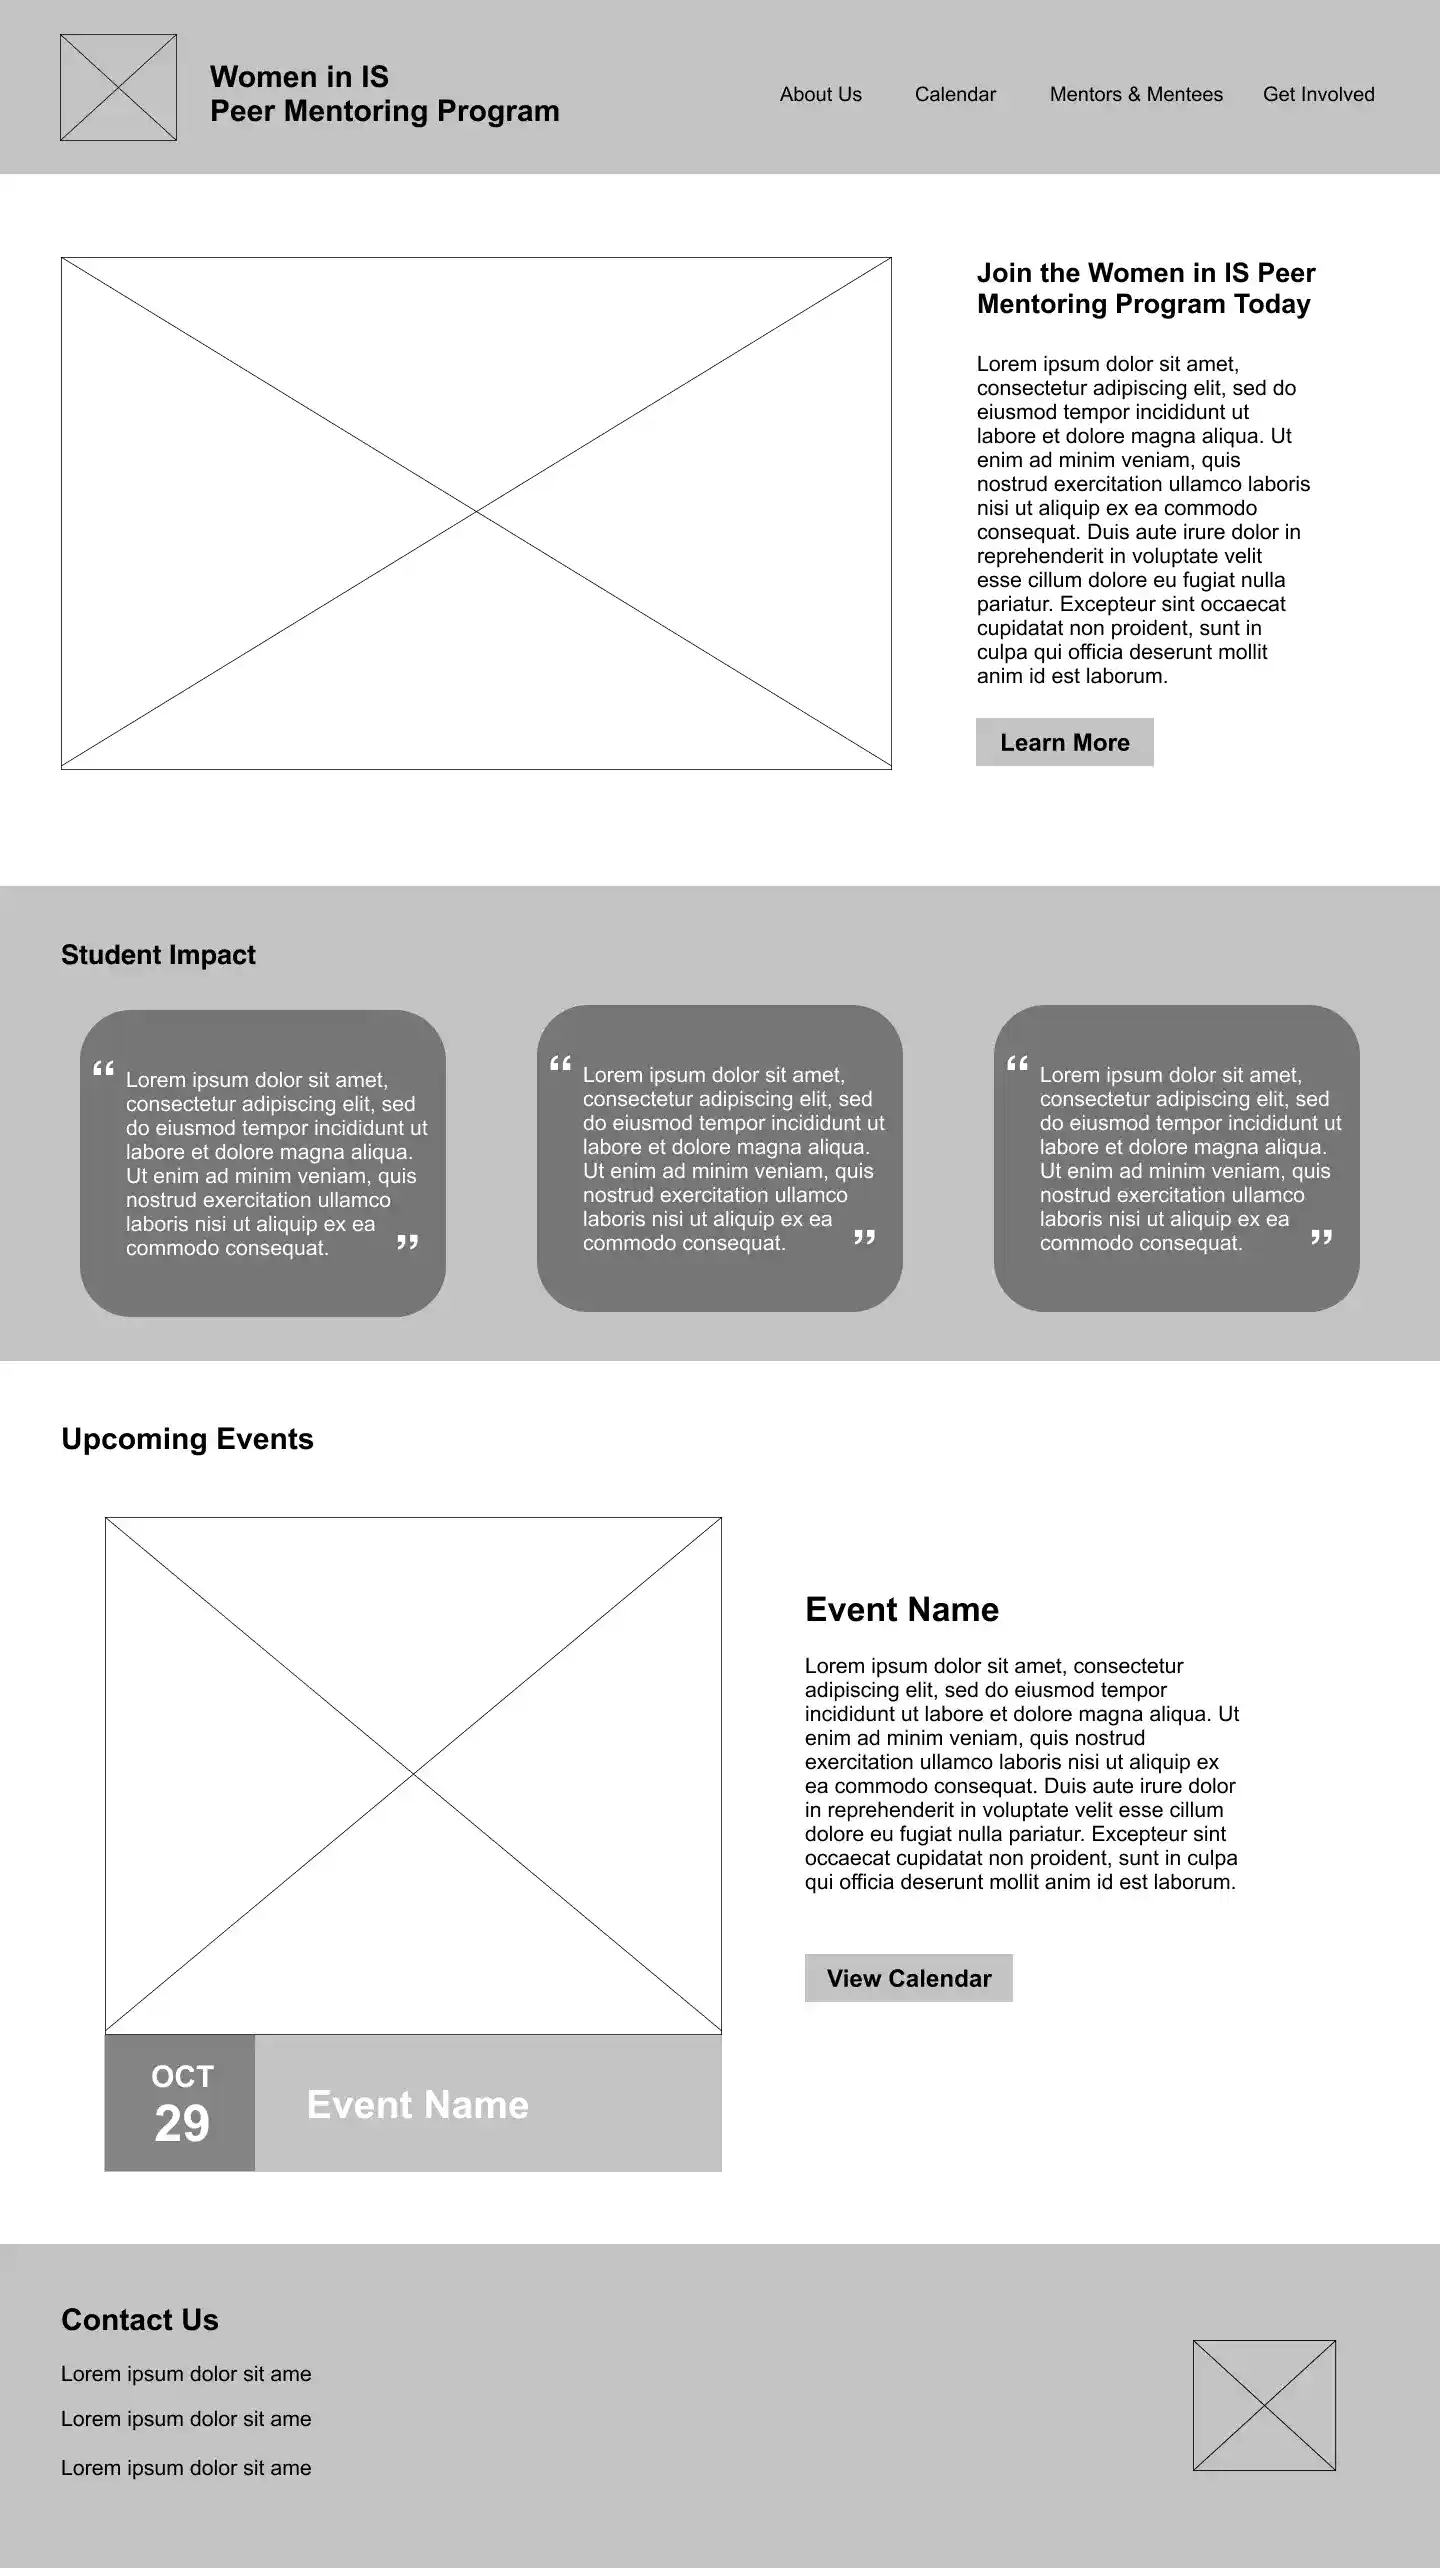 Women in IS
Peer Mentoring Program
About Us
Calendar
Mentors & Mentees
Get Involved
Join the Women in IS Peer
Mentoring Program Today
Lorem ipsum dolor sit amet,
consectetur adipiscing elit, sed do
eiusmod tempor incididunt ut
labore et dolore magna aliqua. Ut
enim ad minim veniam, quis
nostrud exercitation ullamco laboris
nisi ut aliquip ex ea commodo
consequat. Duis aute irure dolor in
reprehenderit in voluptate velit
esse cillum dolore eu fugiat nulla
pariatur. Excepteur sint occaecat
cupidatat non proident, sunt in
culpa qui officia deserunt mollit
anim id est laborum.
Learn More
Student Impact
“ Lorem ipsum dolor sit amet,
consectetur adipiscing elit, sed
do eiusmod tempor incididunt ut
labore et dolore magna aliqua.
Ut enim ad minim veniam, quis
nostrud exercitation ullamco
laboris nisi ut aliquip ex ea
commodo consequat. ”
“ Lorem ipsum dolor sit amet,
consectetur adipiscing elit, sed
do eiusmod tempor incididunt ut
labore et dolore magna aliqua.
Ut enim ad minim veniam, quis
nostrud exercitation ullamco
laboris nisi ut aliquip ex ea
commodo consequat. ”
“ Lorem ipsum dolor sit amet,
consectetur adipiscing elit, sed
do eiusmod tempor incididunt ut
labore et dolore magna aliqua.
Ut enim ad minim veniam, quis
nostrud exercitation ullamco
laboris nisi ut aliquip ex ea
commodo consequat. ”
Upcoming Events
OCT
29
Event Name
Event Name
Lorem ipsum dolor sit amet, consectetur
adipiscing elit, sed do eiusmod tempor
incididunt ut labore et dolore magna aliqua. Ut
enim ad minim veniam, quis nostrud
exercitation ullamco laboris nisi ut aliquip ex
ea commodo consequat. Duis aute irure dolor
in reprehenderit in voluptate velit esse cillum
dolore eu fugiat nulla pariatur. Excepteur sint
occaecat cupidatat non proident, sunt in culpa
qui officia deserunt mollit anim id est laborum.
View Calendar
Contact Us
Lorem ipsum dolor sit ame
Lorem ipsum dolor sit ame
Lorem ipsum dolor sit ame